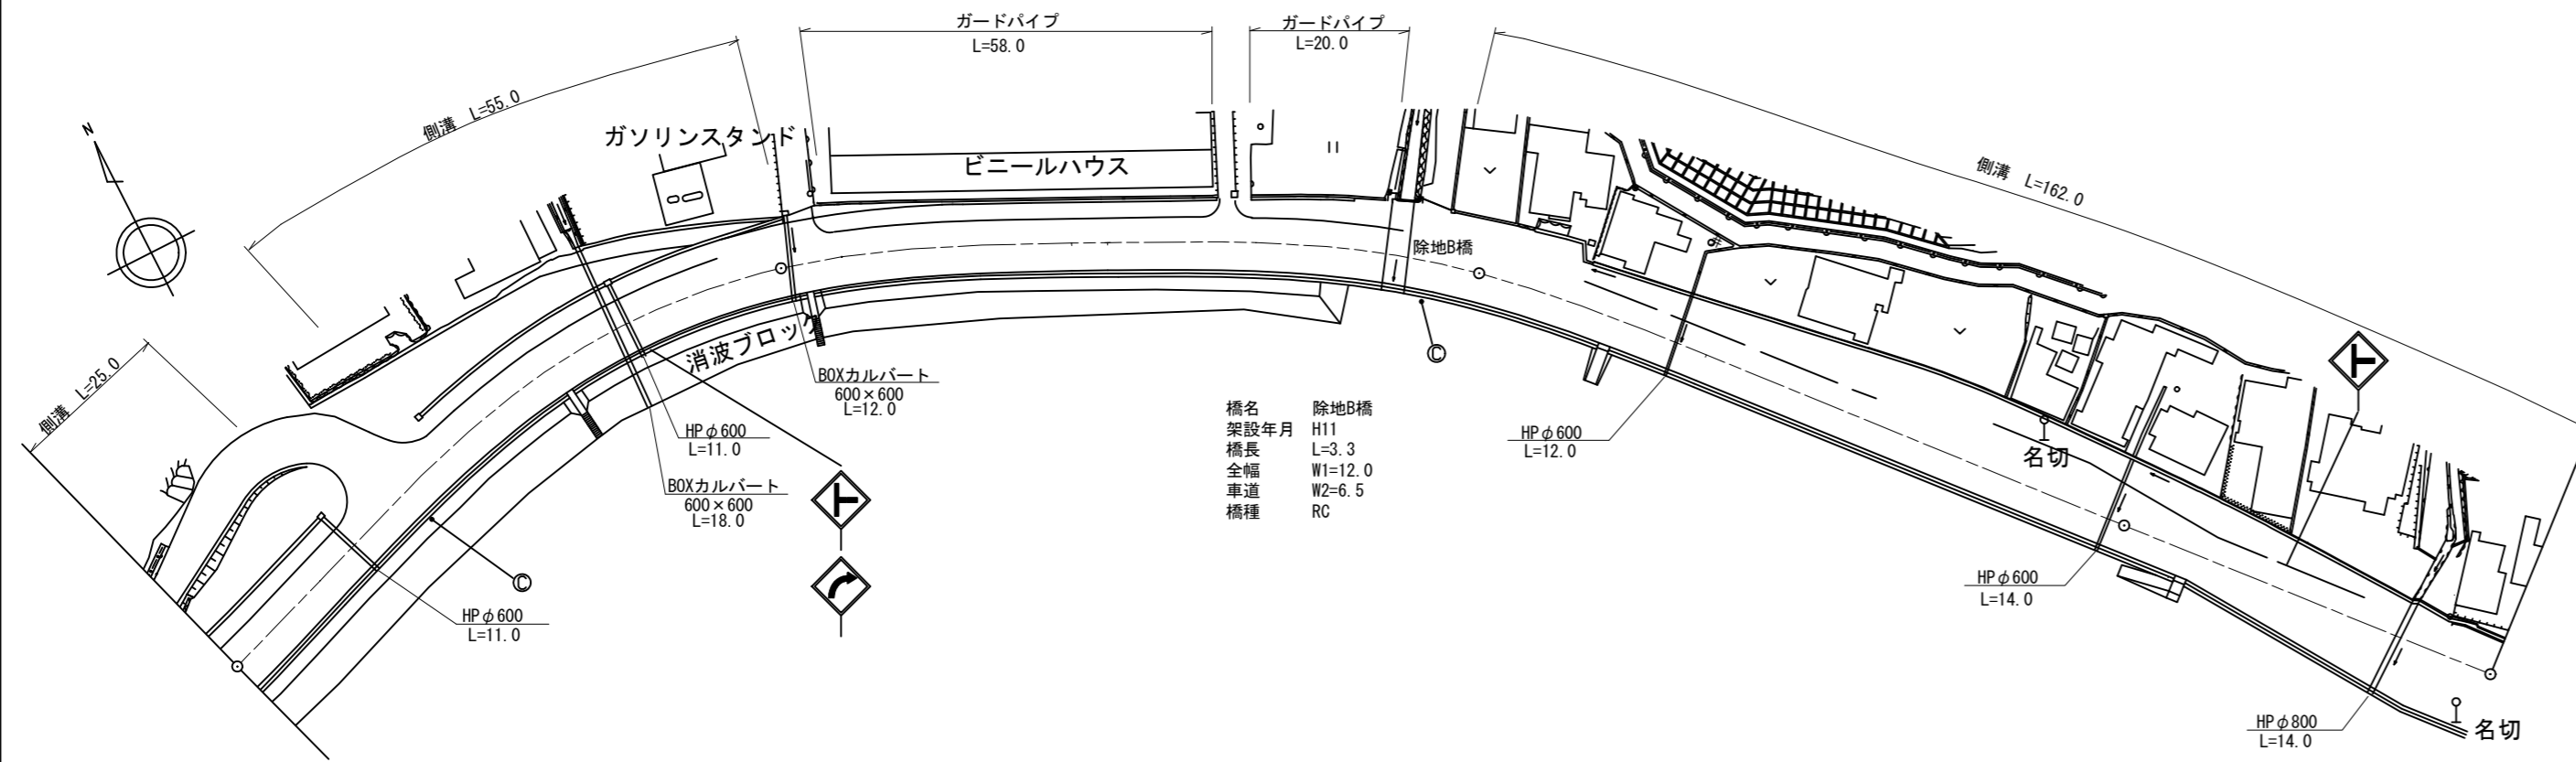 ガードパイプ
L=58.0
ガードパイプ
L=20.0
側溝 L=55.0
側溝 L=162.0
側溝 L=25.0
N
ガソリンスタンド
ビニールハウス
除地B橋
消波ブロック
BOXカルバート
600×600
L=12.0
HPφ600
L=11.0
BOXカルバート
600×600
L=18.0
HPφ600
L=11.0
C
C
橋名 除地B橋
架設年月 H11
橋長 L=3.3
全幅 W1=12.0
車道 W2=6.5
橋種 RC
HPφ600
L=12.0
名切
HPφ600
L=14.0
HPφ800
L=14.0
名切